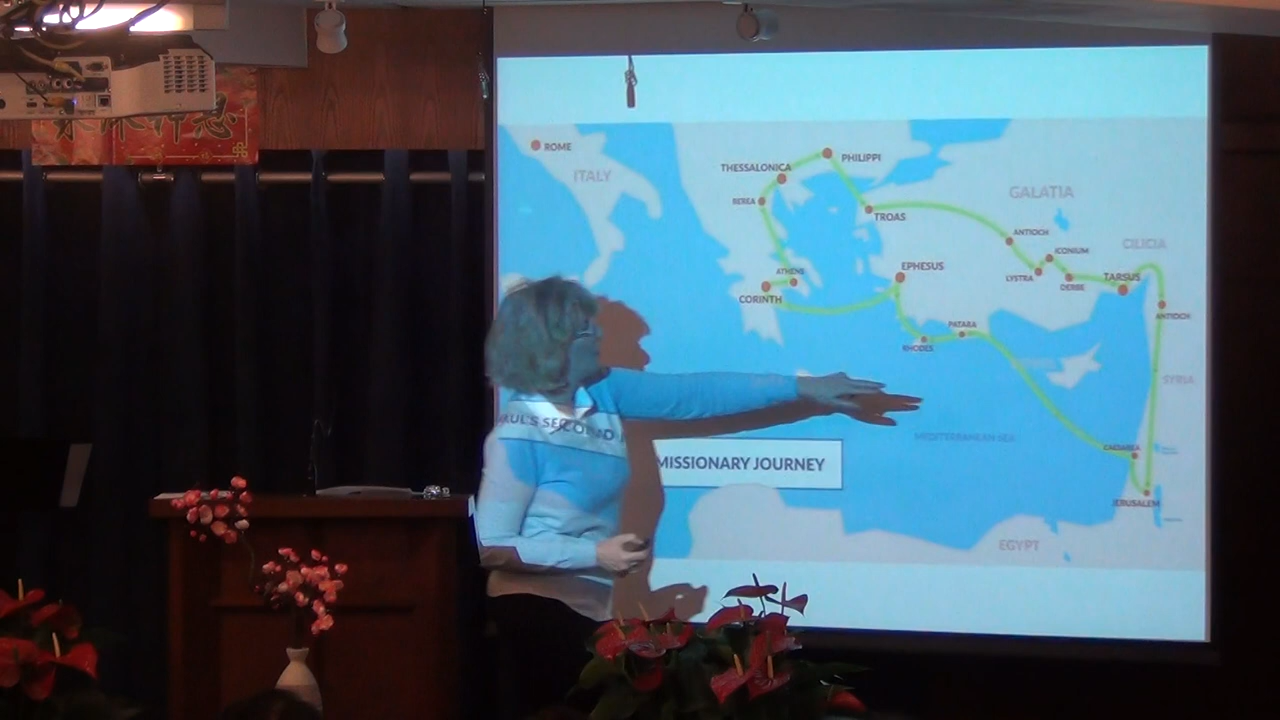 ROME
ITALY
THESSALONICA
PHILIPPI
BEREA
TROAS
GALATIA
ANTIOCH
ICONIUM
CILICIA
LYSTRA
DERBE
TARSUS
EPHESUS
ATHENS
CORINTH
ANTIOCH
PATARA
RHODES
SYRIA
MEDITERRANEAN SEA
CAESAREA
JERUSALEM
EGYPT
PAUL'S SECOND
MISSIONARY JOURNEY